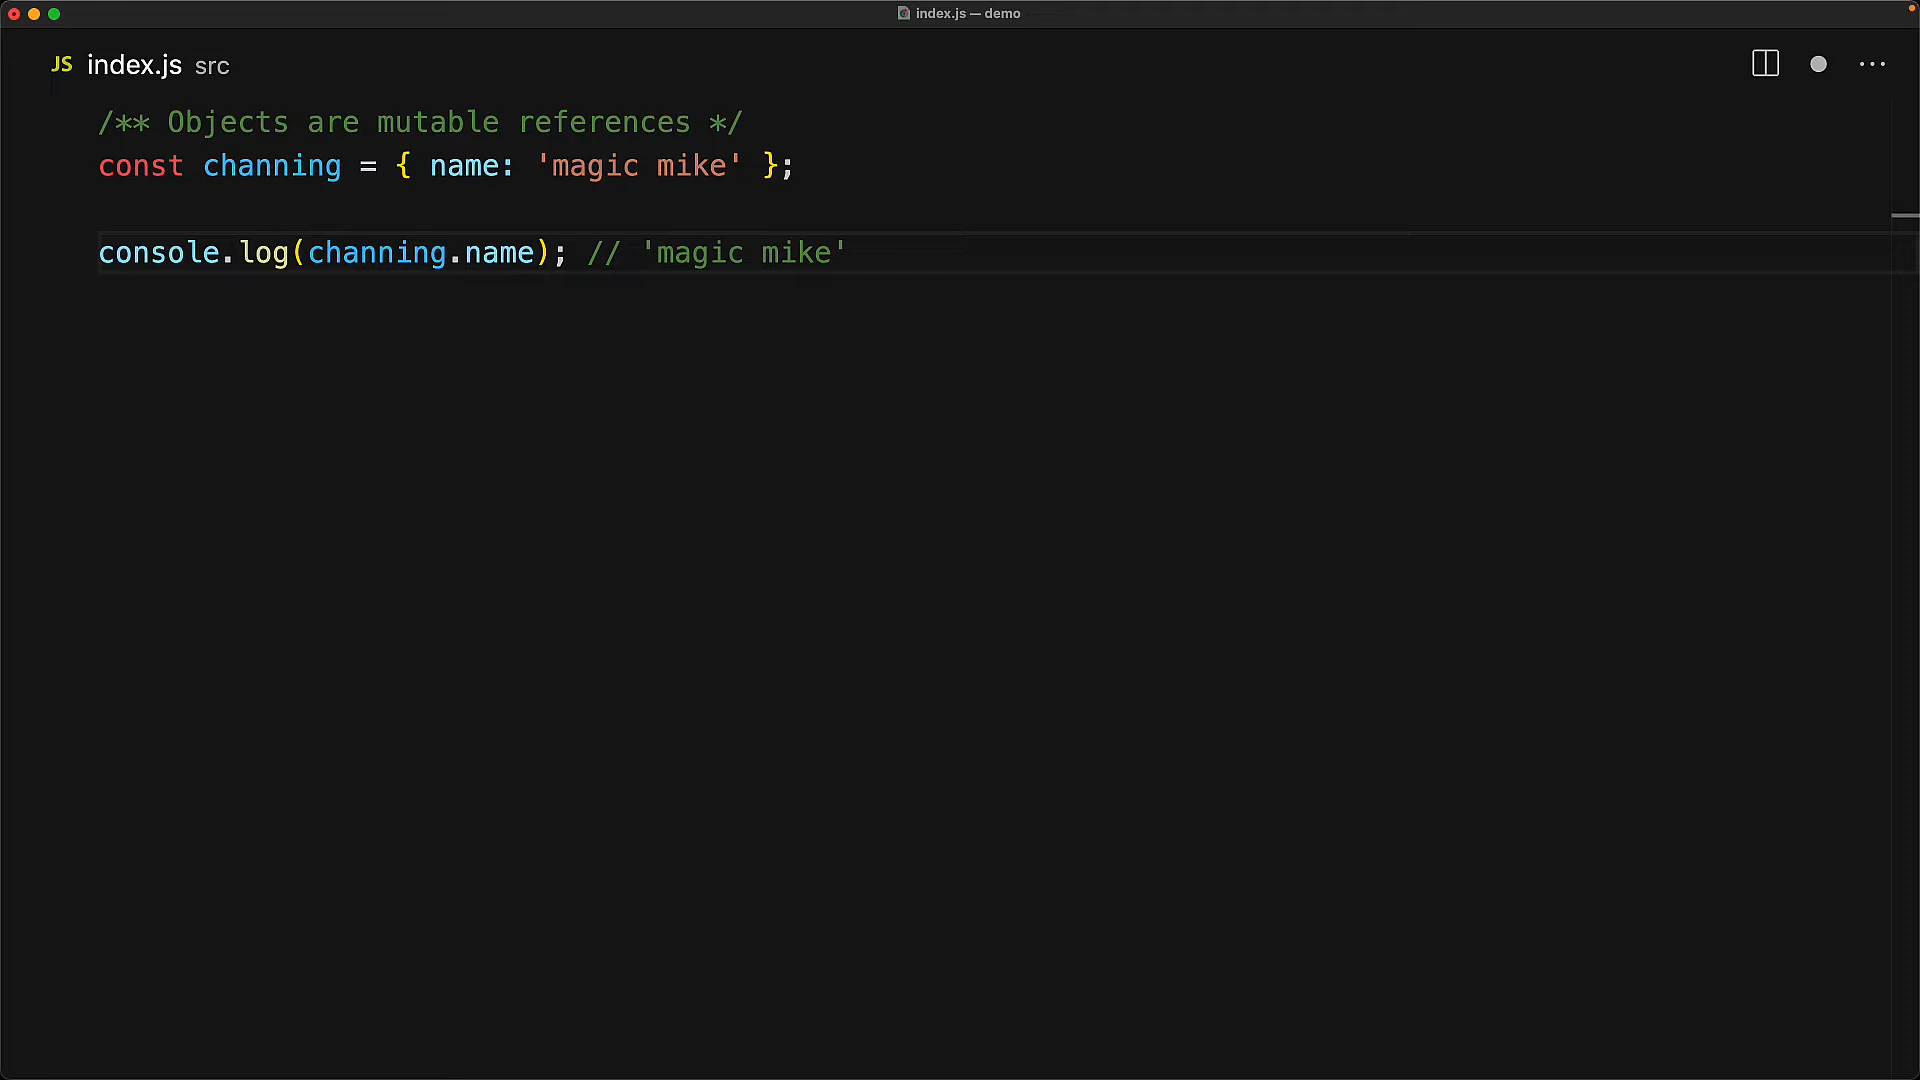 index.js — demo
JS index.js src
/** Objects are mutable references */
const channing = { name: 'magic mike' };
console.log(channing.name); // 'magic mike'